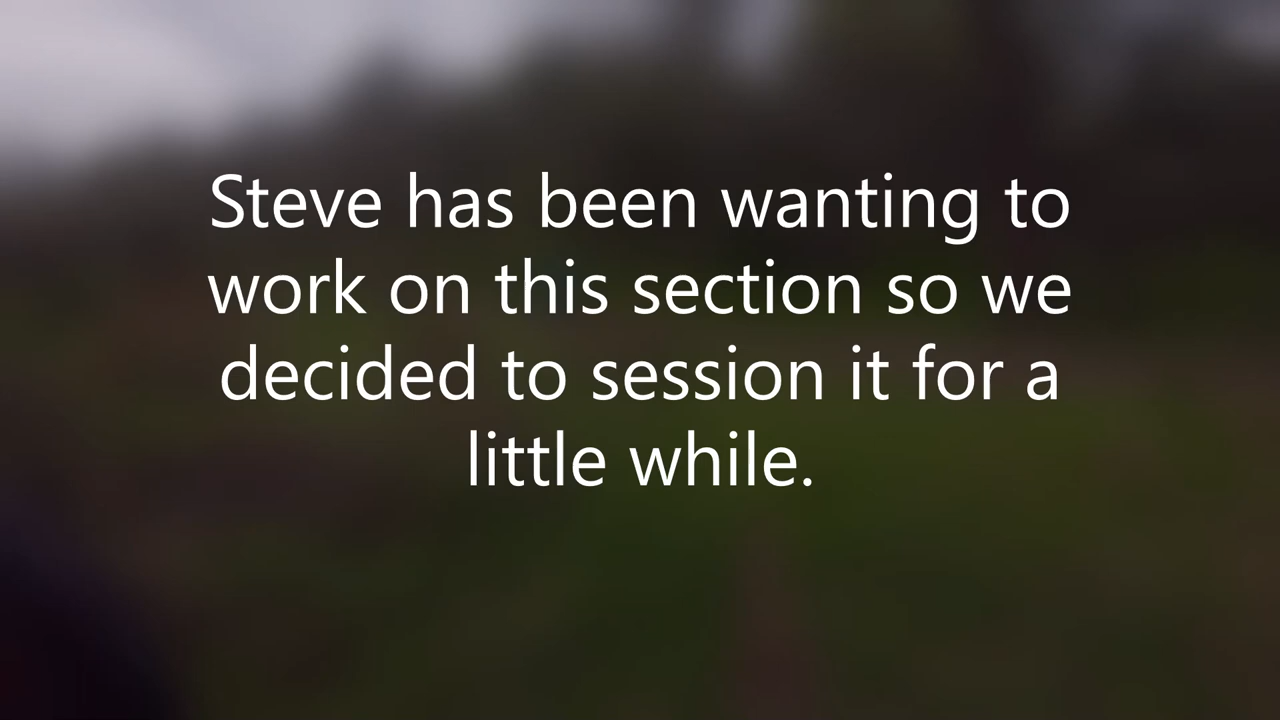 Steve has been wanting to
work on this section so we
decided to session it for a
little while.